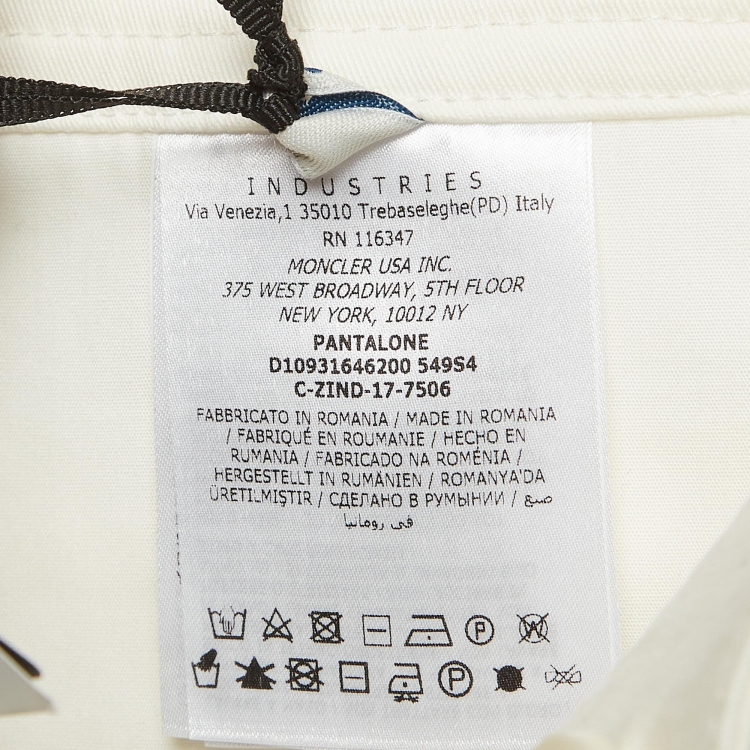 INDUSTRIES
Via Venezia,1 35010 Trebaseleghe(PD) Italy
RN 116347
MONCLER USA INC.
375 WEST BROADWAY, 5TH FLOOR
NEW YORK, 10012 NY
PANTALONE
D10931646200 549S4
C-ZIND-17-7506
FABBRICATO IN ROMANIA / MADE IN ROMANIA
/ FABRIQUÉ EN ROUMANIE / HECHO EN
RUMANIA / FABRICADO NA ROMÉNIA /
HERGESTELLT IN RUMÄNIEN / ROMANYA'DA
ÜRETILMIŞTIR / СДЕЛАНО В РУМЫНИИ / صنع
في رومانيا
P W
P